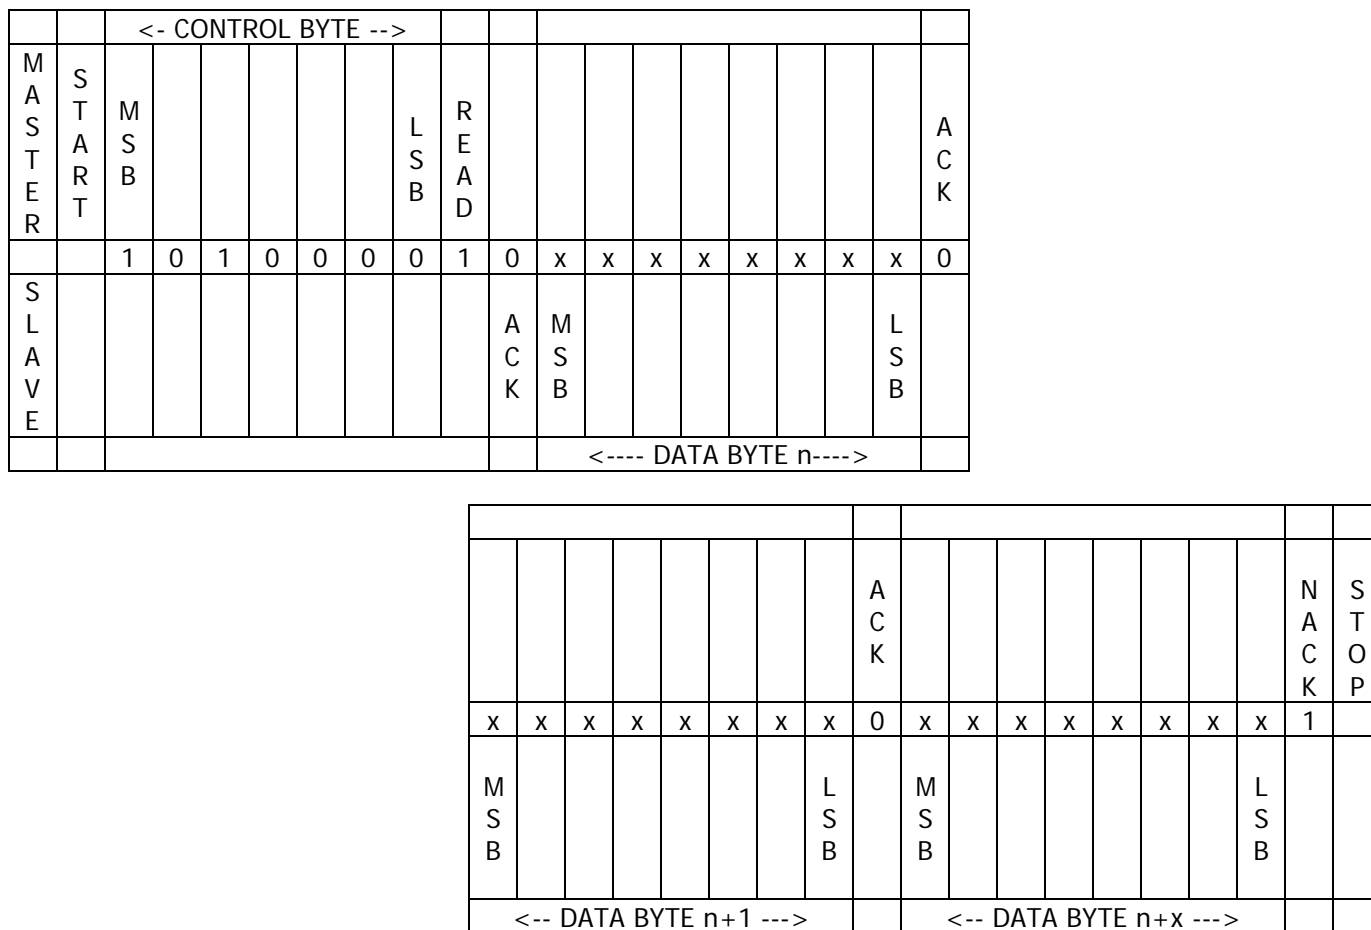 <- CONTROL BYTE -->
MASTER START MSB LSB READ ACK
1 0 1 0 0 0 0 1 0 x x x x x x x x 0
SLAVE ACK MSB LSB
<---- DATA BYTE n---->
ACK NACK STOP
x x x x x x x x 0 x x x x x x x x 1
MSB LSB MSB LSB
<-- DATA BYTE n+1 ---> <-- DATA BYTE n+x --->